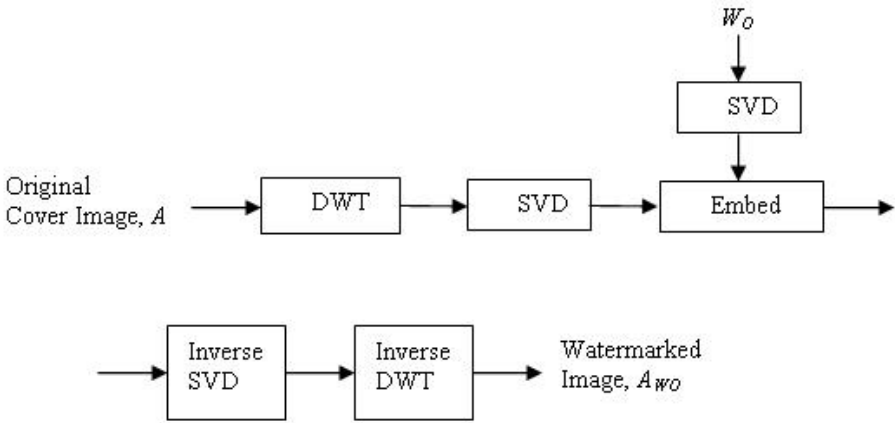 W_O
SVD
Original
Cover Image, A
DWT
SVD
Embed
Inverse
SVD
Inverse
DWT
Watermarked
Image, A_WO